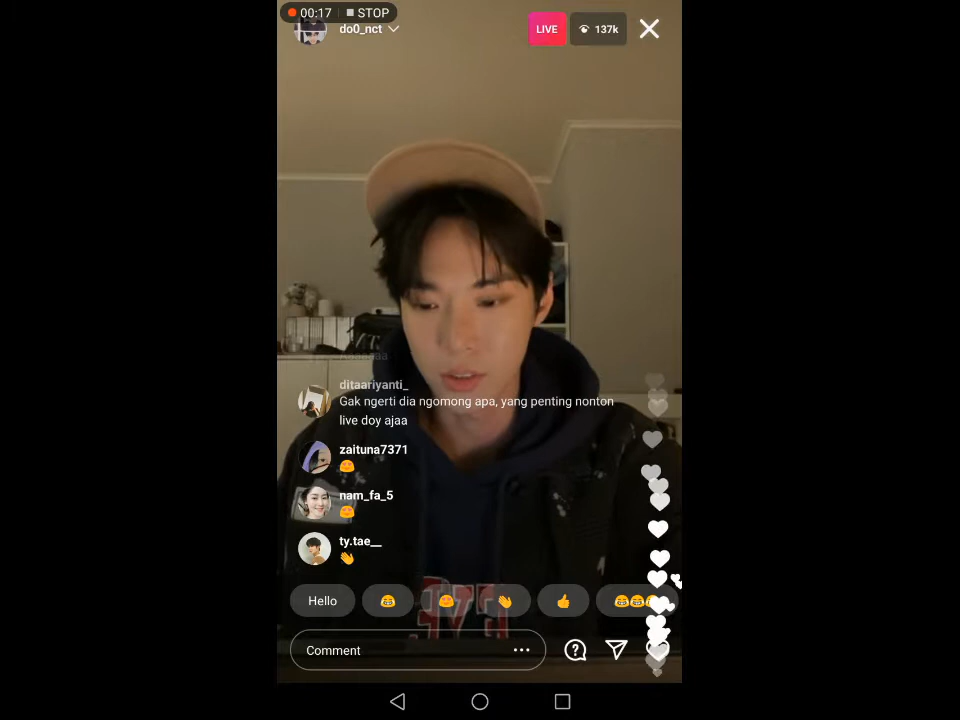 00:17
STOP
do0_nct
LIVE
137k
ditaariyanti_
Gak ngerti dia ngomong apa, yang penting nonton
live doy ajaa
zaituna7371
nam_fa_5
ty.tae__
Hello
Comment